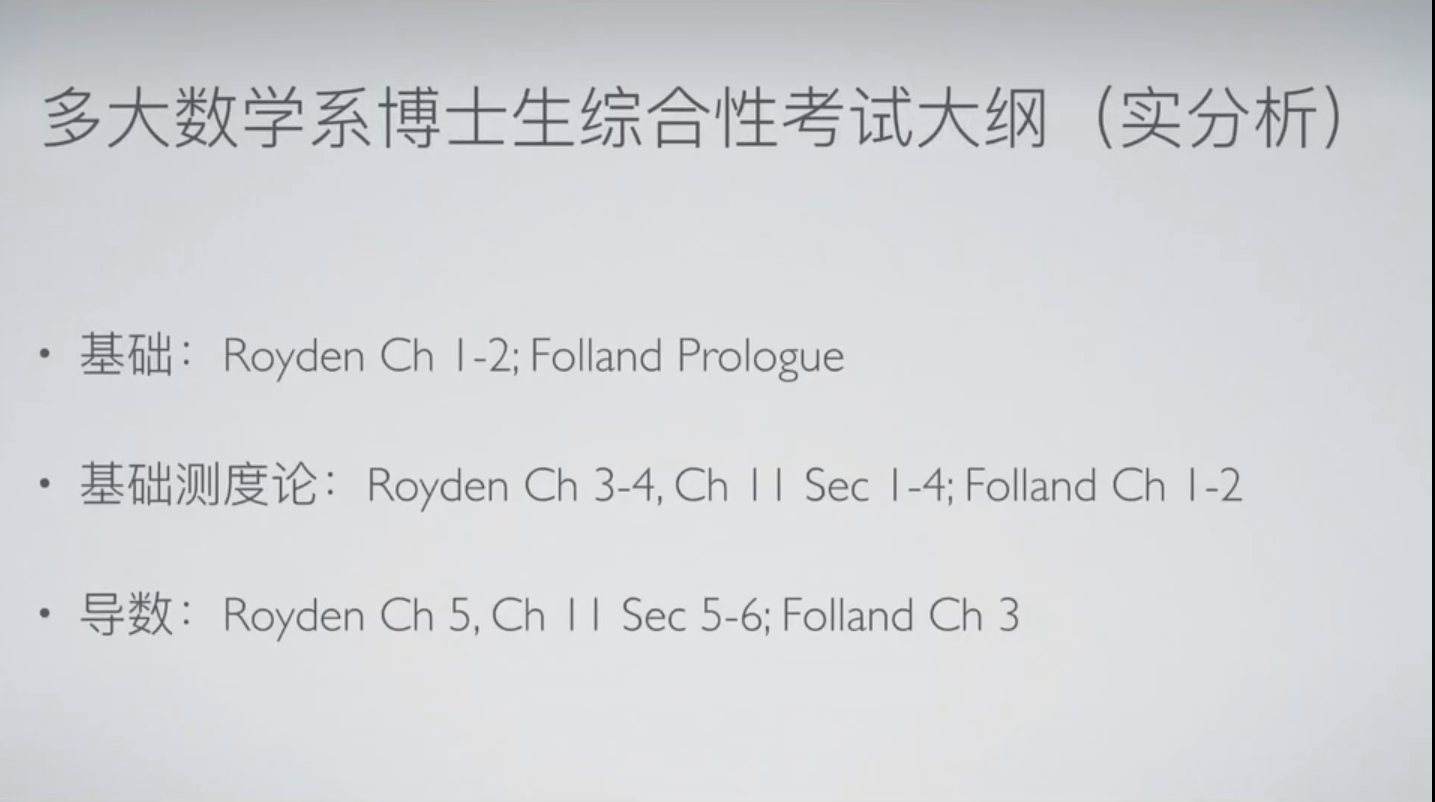 多大数学系博士生综合性考试大纲（实分析）
• 基础：Royden Ch 1-2; Folland Prologue
• 基础测度论：Royden Ch 3-4, Ch 11 Sec 1-4; Folland Ch 1-2
• 导数：Royden Ch 5, Ch 11 Sec 5-6; Folland Ch 3